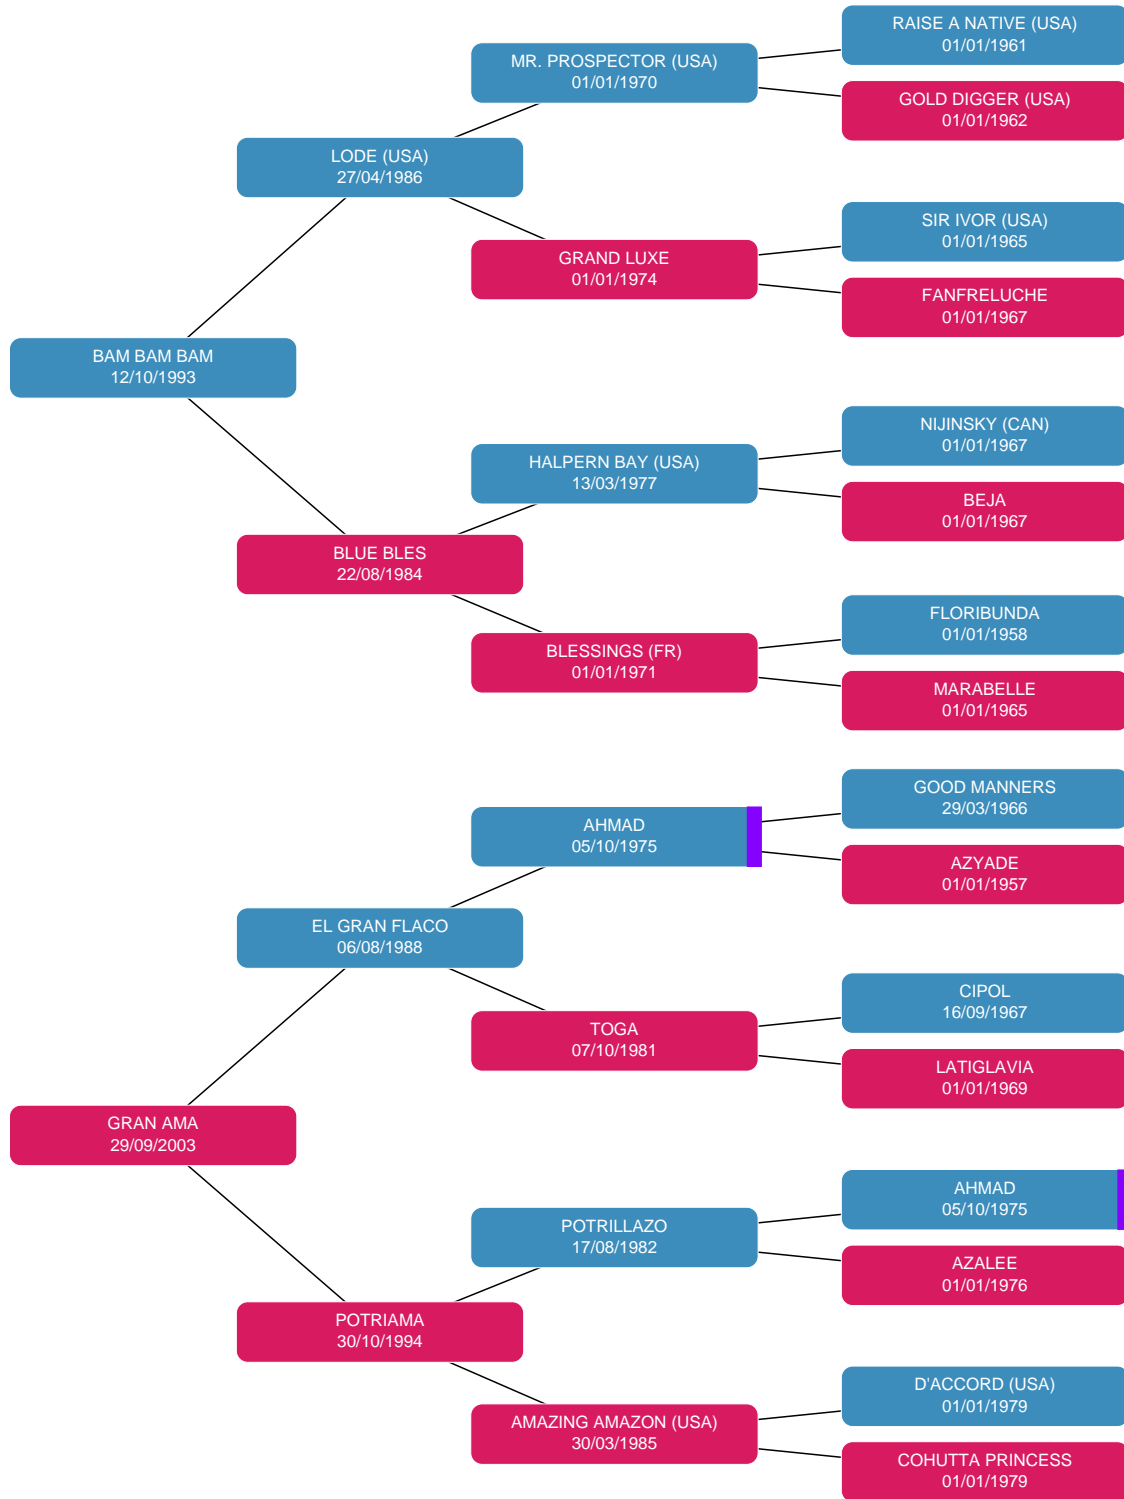 RAISE A NATIVE (USA)
01/01/1961
MR. PROSPECTOR (USA)
01/01/1970
GOLD DIGGER (USA)
01/01/1962
LODE (USA)
27/04/1986
SIR IVOR (USA)
01/01/1965
GRAND LUXE
01/01/1974
FANFRELUCHE
01/01/1967
BAM BAM BAM
12/10/1993
NIJINSKY (CAN)
01/01/1967
HALPERN BAY (USA)
13/03/1977
BEJA
01/01/1967
BLUE BLES
22/08/1984
FLORIBUNDA
01/01/1958
BLESSINGS (FR)
01/01/1971
MARABELLE
01/01/1965
GOOD MANNERS
29/03/1966
AHMAD
05/10/1975
AZYADE
01/01/1957
EL GRAN FLACO
06/08/1988
CIPOL
16/09/1967
TOGA
07/10/1981
LATIGLAVIA
01/01/1969
GRAN AMA
29/09/2003
AHMAD
05/10/1975
POTRILLAZO
17/08/1982
AZALEE
01/01/1976
POTRIAMA
30/10/1994
D'ACCORD (USA)
01/01/1979
AMAZING AMAZON (USA)
30/03/1985
COHUTTA PRINCESS
01/01/1979